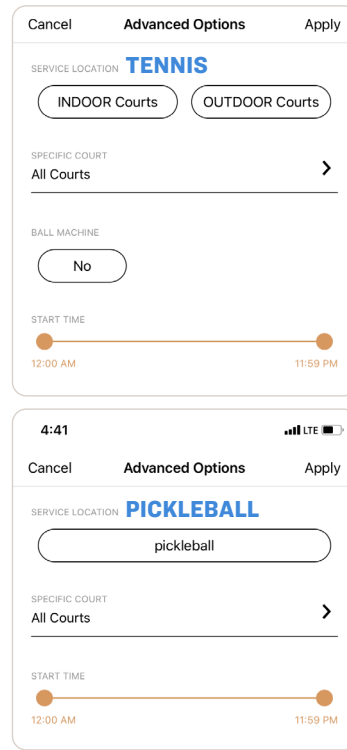 Cancel Advanced Options Apply
SERVICE LOCATION TENNIS
INDOOR Courts OUTDOOR Courts
SPECIFIC COURT
All Courts
BALL MACHINE
No
START TIME
12:00 AM 11:59 PM
4:41 LTE
Cancel Advanced Options Apply
SERVICE LOCATION PICKLEBALL
pickleball
SPECIFIC COURT
All Courts
START TIME
12:00 AM 11:59 PM